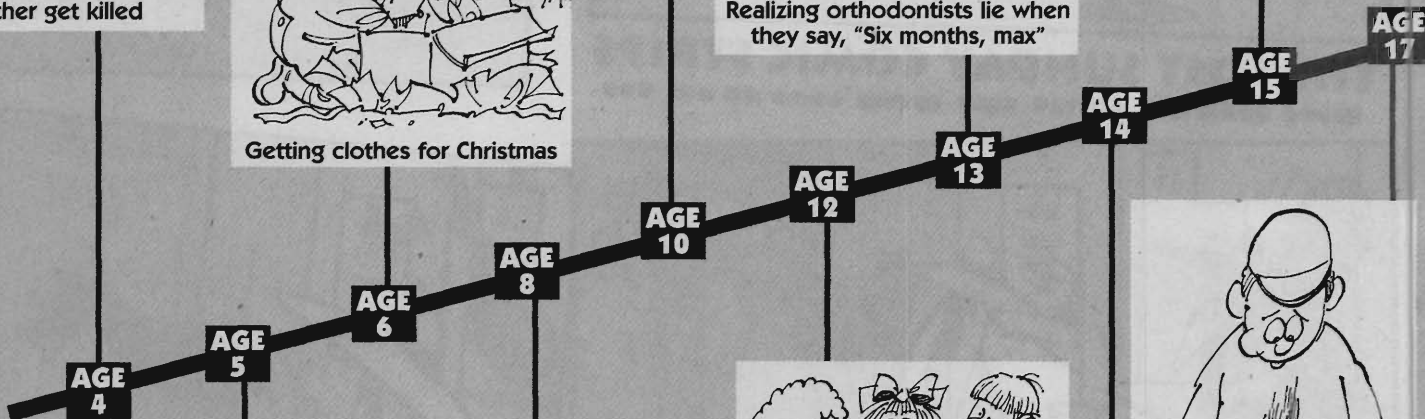 ther get killed
Getting clothes for Christmas
Realizing orthodontists lie when
they say, "Six months, max"
AGE
4
AGE
5
AGE
6
AGE
8
AGE
10
AGE
12
AGE
13
AGE
14
AGE
15
AGE
17